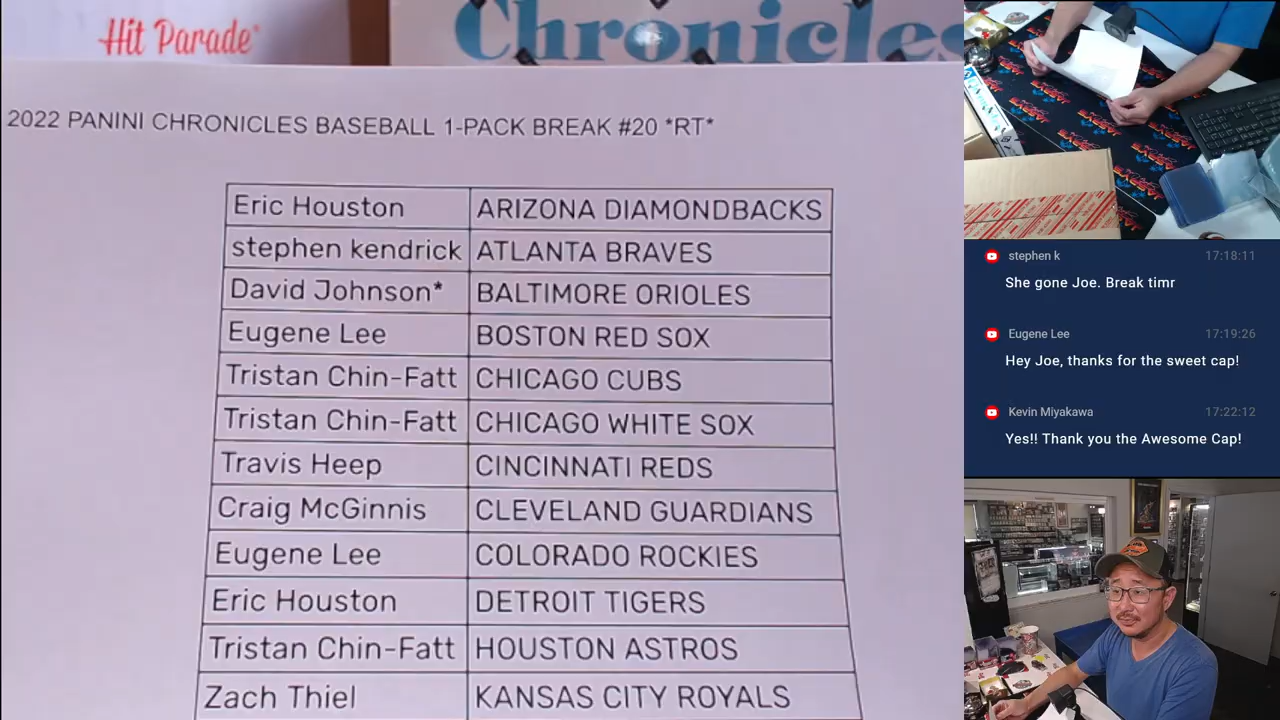 Hit Parade
Chronicles
2022 PANINI CHRONICLES BASEBALL 1-PACK BREAK #20 *RT*
Eric Houston ARIZONA DIAMONDBACKS
stephen kendrick ATLANTA BRAVES
David Johnson* BALTIMORE ORIOLES
Eugene Lee BOSTON RED SOX
Tristan Chin-Fatt CHICAGO CUBS
Tristan Chin-Fatt CHICAGO WHITE SOX
Travis Heep CINCINNATI REDS
Craig McGinnis CLEVELAND GUARDIANS
Eugene Lee COLORADO ROCKIES
Eric Houston DETROIT TIGERS
Tristan Chin-Fatt HOUSTON ASTROS
Zach Thiel KANSAS CITY ROYALS
stephen k 17:18:11
She gone Joe. Break timr
Eugene Lee 17:19:26
Hey Joe, thanks for the sweet cap!
Kevin Miyakawa 17:22:12
Yes!! Thank you the Awesome Cap!